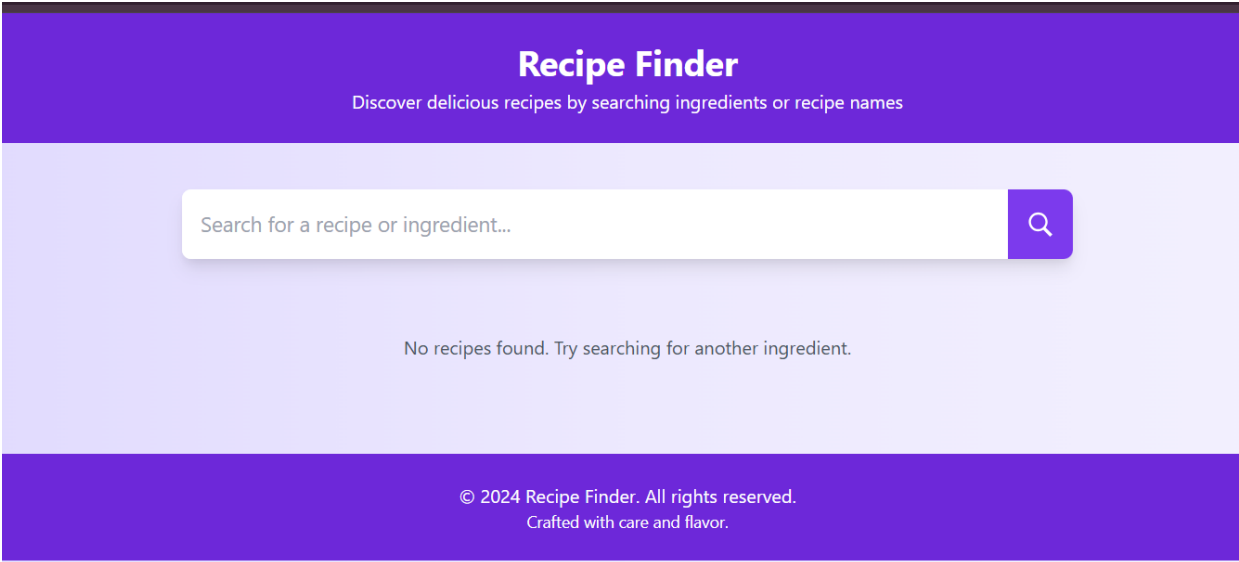 Recipe Finder
Discover delicious recipes by searching ingredients or recipe names
Search for a recipe or ingredient...
No recipes found. Try searching for another ingredient.
© 2024 Recipe Finder. All rights reserved.
Crafted with care and flavor.